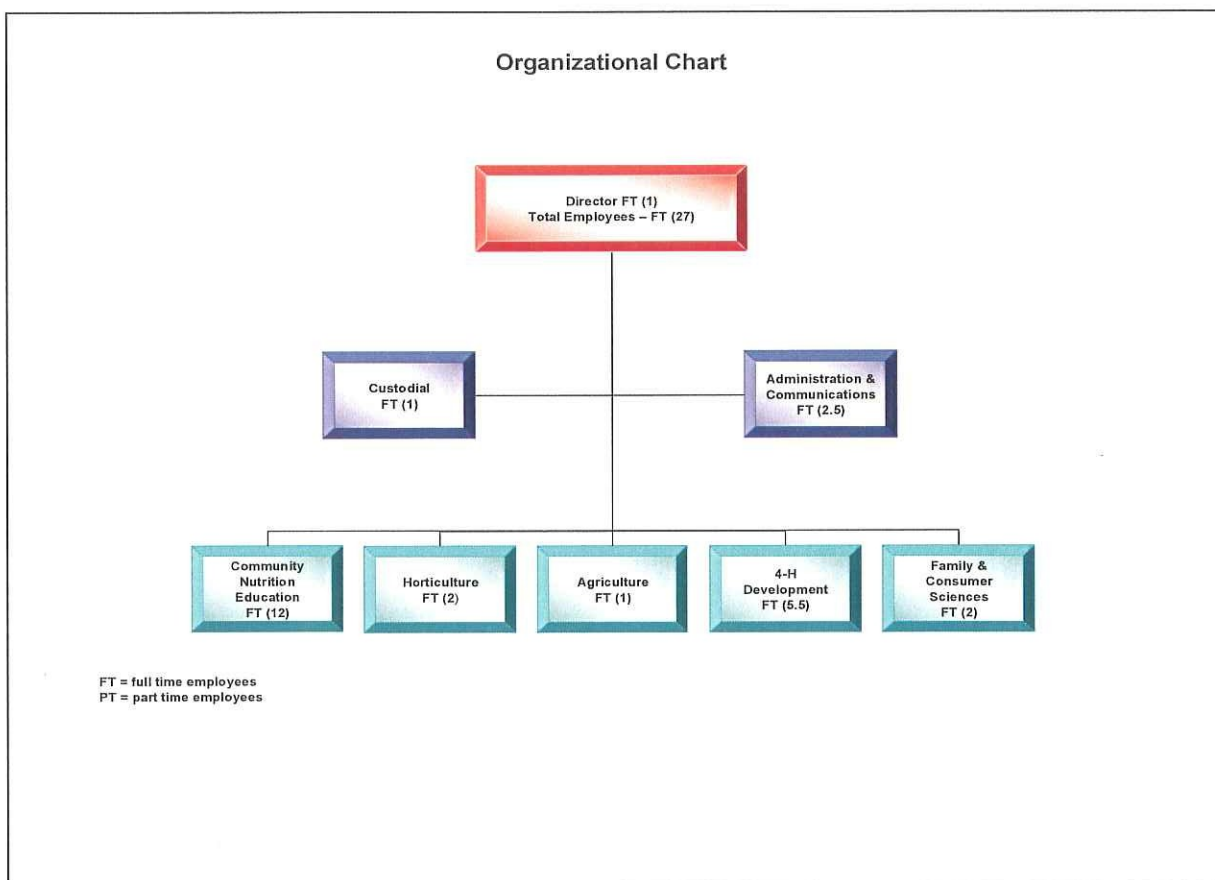 Organizational Chart
Director FT (1)
Total Employees – FT (27)
Custodial
FT (1)
Administration &
Communications
FT (2.5)
Community
Nutrition
Education
FT (12)
Horticulture
FT (2)
Agriculture
FT (1)
4-H
Development
FT (5.5)
Family &
Consumer
Sciences
FT (2)
FT = full time employees
PT = part time employees